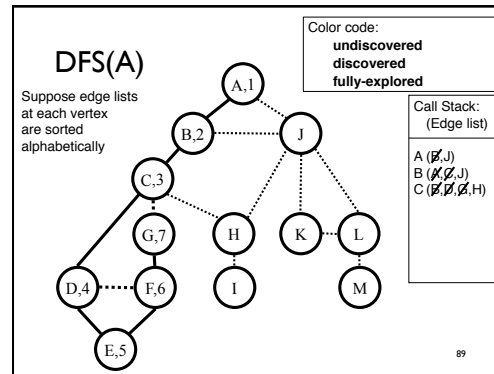 DFS(A)
Suppose edge lists
at each vertex
are sorted
alphabetically
Color code:
undiscovered
discovered
fully-explored
Call Stack:
(Edge list)
A (B,J)
B (A,C,J)
C (B,D,G,H)
A,1
B,2
J
C,3
G,7
H
K
L
D,4
F,6
I
M
E,5
89